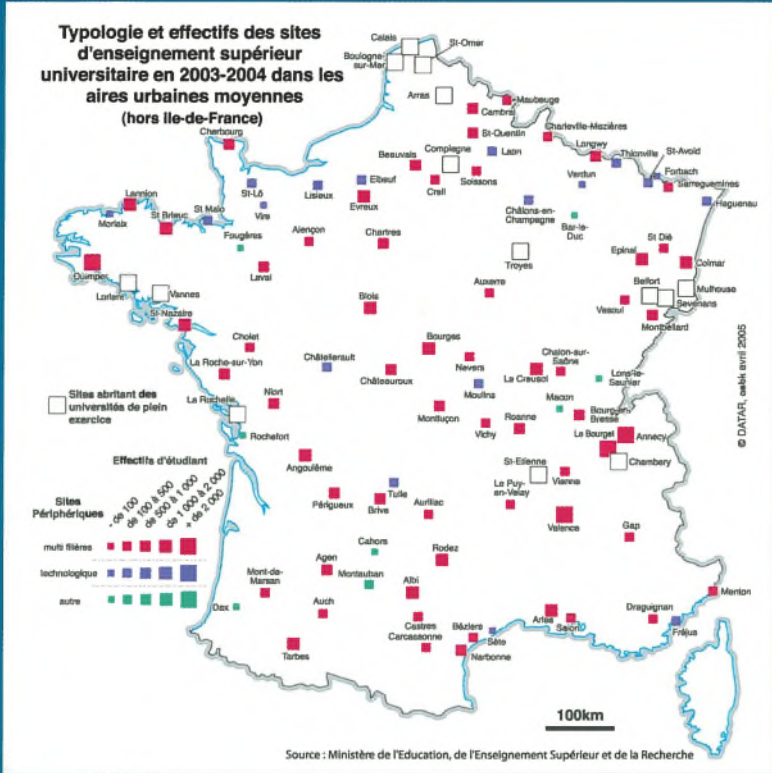 Typologie et effectifs des sites
d'enseignement supérieur
universitaire en 2003-2004 dans les
aires urbaines moyennes
(hors Ile-de-France)
Calais
St-Omer
Boulogne-
sur-Mer
Arras
Maubeuge
Cambrai
Cherbourg
St-Quentin
Charleville-Mezières
Laon
Longwy
Thionville
St-Avold
Beauvais
Compiegne
Forbach
Verdun
Sarreguemines
Creil
Soissons
Elbeuf
St-Lô
Lisieux
Haguenau
Lannion
Vire
Evreux
Châlons-en-
Champagne
Morlaix
St Brieuc
St Malo
Bar-le-
Duc
Fougères
Alençon
Chartres
St Dié
Epinal
Troyes
Colmar
Quimper
Laval
Belfort
Mulhouse
Lorient
Vannes
Auxerre
Sevenans
St-Nazaire
Blois
Vesoul
Montbeliard
Cholet
Bourges
Châtellerault
Nevers
Chalon-sur-
Saône
La Roche-sur-Yon
Le Creusot
Lons-le-
Saunier
Châteauroux
Moulins
Niort
Macon
La Rochelle
Montluçon
Roanne
Bourg-en-
Bresse
Vichy
Le Bourget
Annecy
Rochefort
Angoulême
St-Etienne
Chambery
Tulle
Vienne
Le Puy-
en-Velay
Périgueux
Brive
Aurillac
Valence
Gap
Cahors
Rodez
Agen
Mont-de-
Marsan
Montauban
Albi
Menton
Dax
Auch
Arles
Draguignan
Castres
Béziers
Salon
Carcassonne
Sète
Fréjus
Tarbes
Narbonne
Sites abritant des
universités de plein
exercice
Effectifs d'étudiant
Sites
Périphériques
- de 100
de 100 à 500
de 500 à 1 000
de 1 000 à 2 000
+ de 2 000
multi filières
technologique
autre
100km
© DATAR, oebk avril 2005
Source : Ministère de l'Education, de l'Enseignement Supérieur et de la Recherche